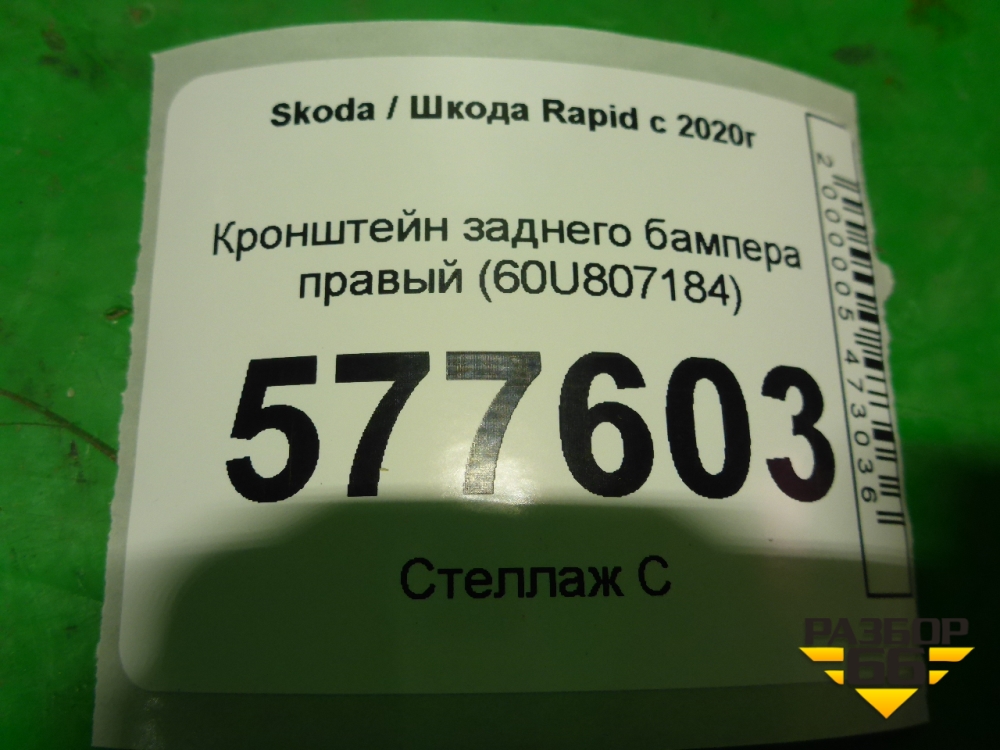 Skoda / Шкода Rapid с 2020г
Кронштейн заднего бампера
правый (60U807184)
577603
Стеллаж С
2000005473036
РАЗБОР
66